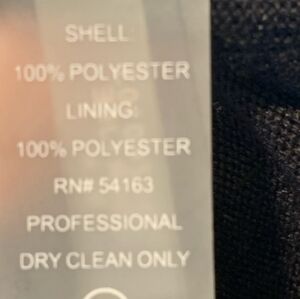 SHELL:
100% POLYESTER
LINING:
100% POLYESTER
RN# 54163
PROFESSIONAL
DRY CLEAN ONLY